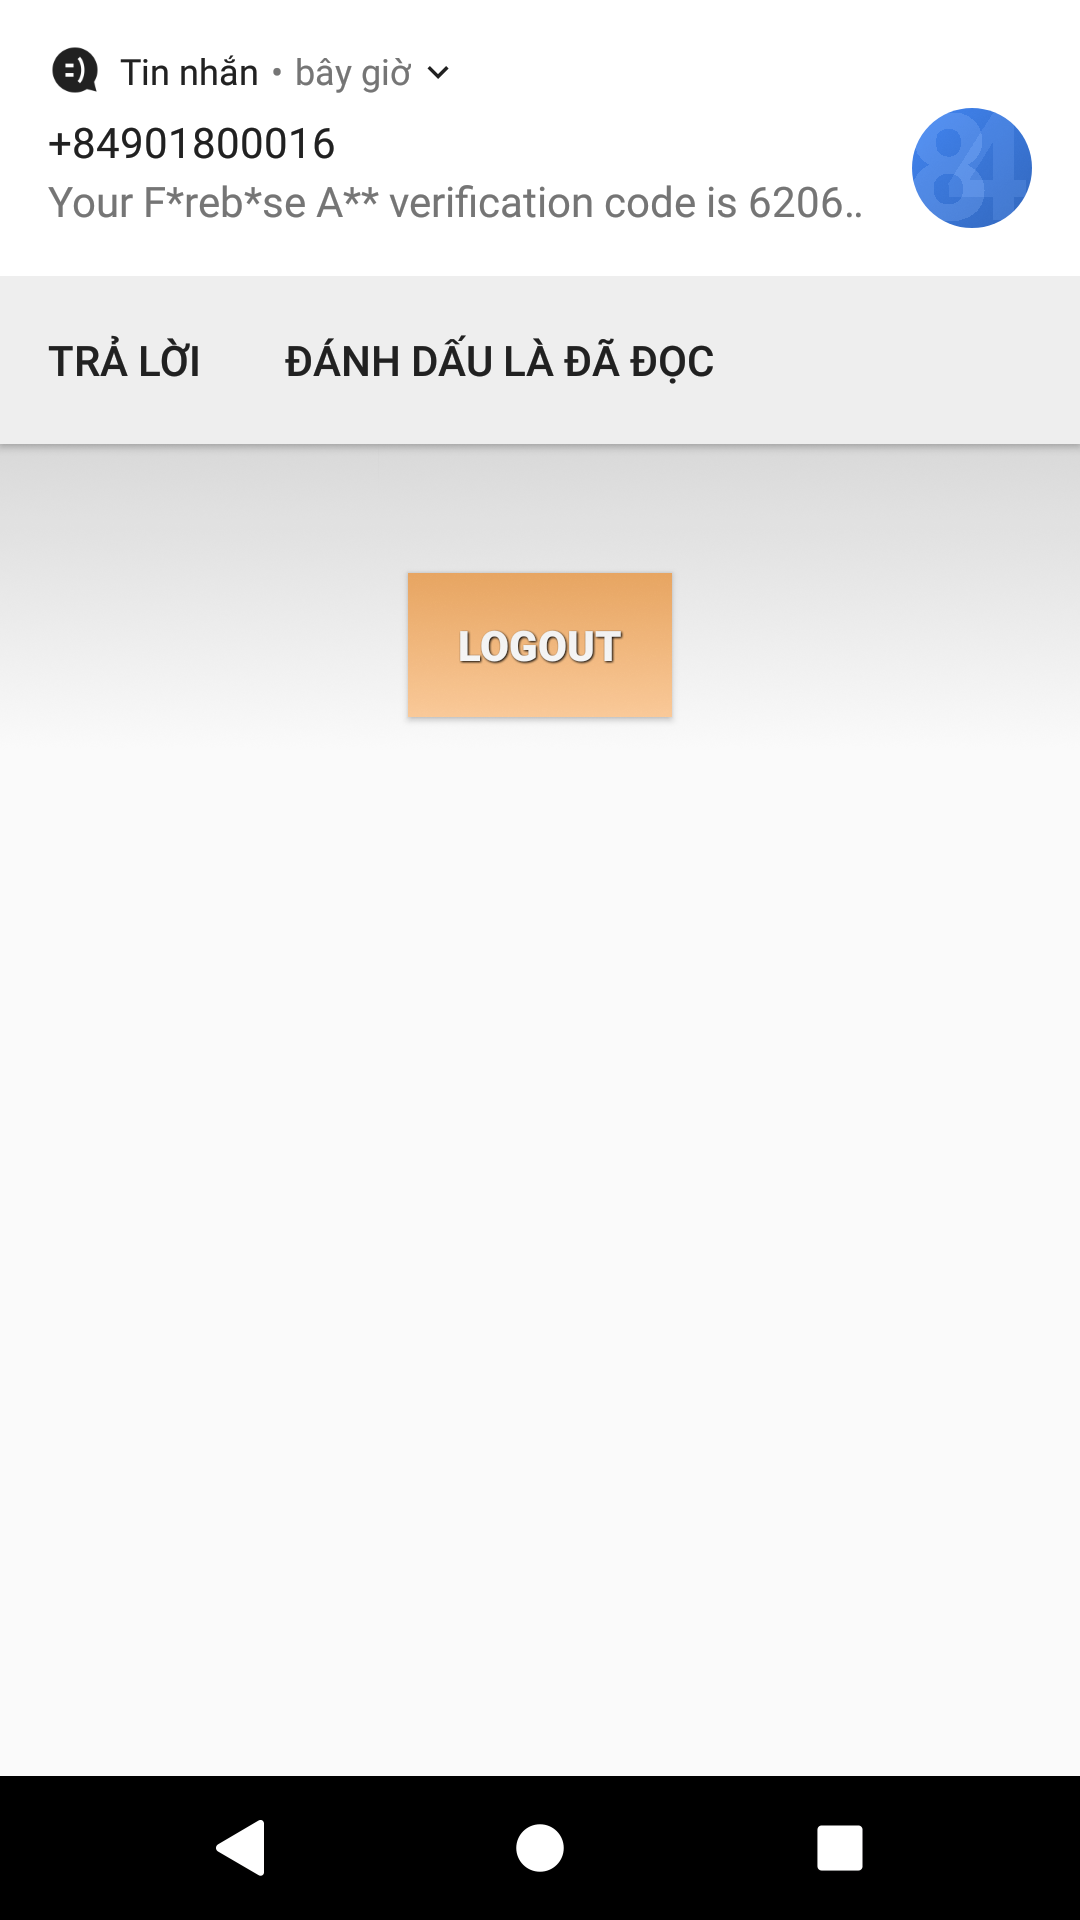 Tin nhắn • bây giờ
+84901800016
Your F*reb*se A** verification code is 6206..
84
TRẢ LỜI ĐÁNH DẤU LÀ ĐÃ ĐỌC
LOGOUT